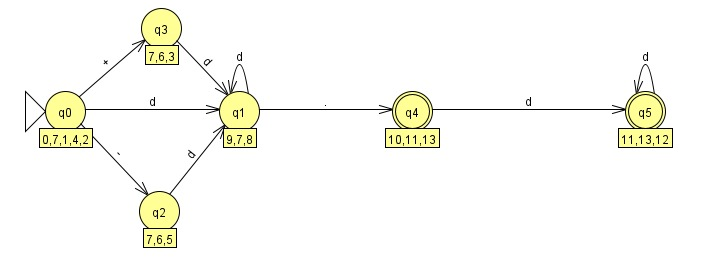 q3
7,6,3
+
d
d
d
q0
d
q1
.
q4
d
q5
0,7,1,4,2
9,7,8
10,11,13
11,13,12
-
d
q2
7,6,5